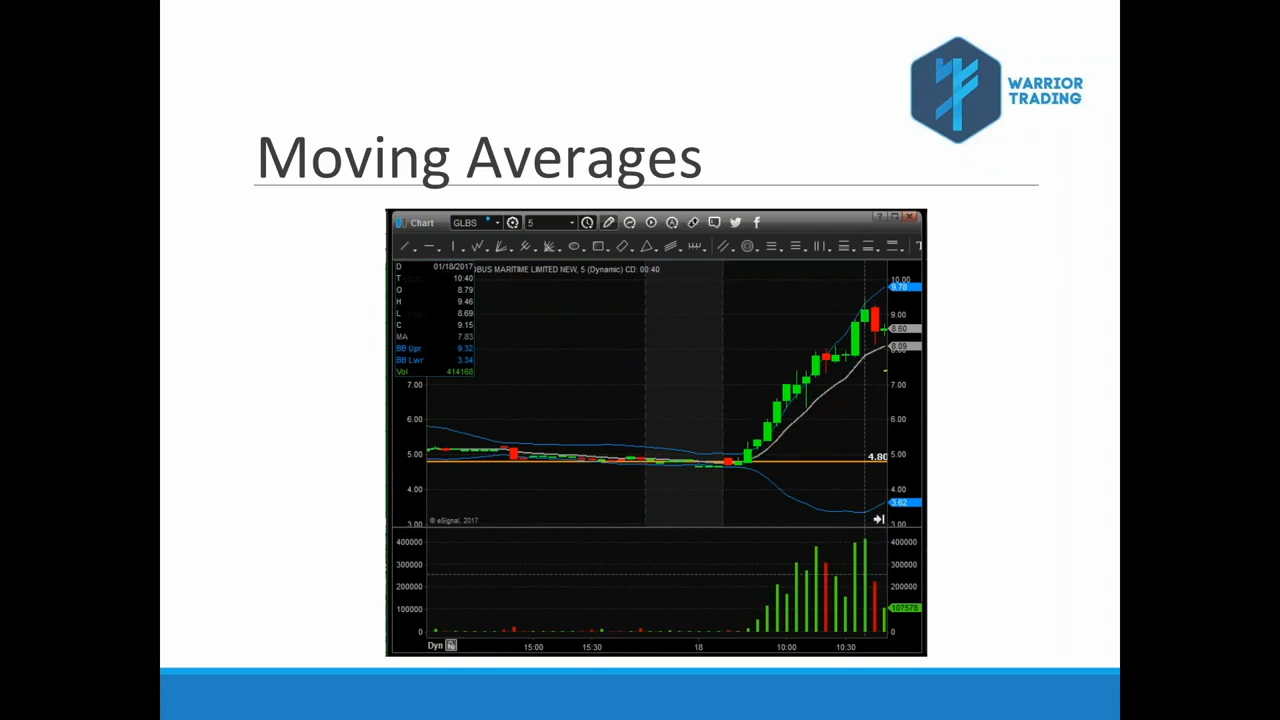 WARRIOR
TRADING
Moving Averages
Chart GLBS 5
D 01/18/2017
T 10:40
O 8.79
H 9.46
L 8.69
C 9.15
MA 7.83
BB Upr 9.32
BB Lwr 3.34
Vol 414168
OBUS MARITIME LIMITED NEW, 5 (Dynamic) CD: 00:40
10.00
9.78
9.00
8.60
8.09
8.00
7.00 7.00
6.00 6.00
4.80
5.00 5.00
4.00 4.00
3.62
3.00 3.00
© eSignal, 2017
400000 400000
300000 300000
200000 200000
100000 107578
0 0
Dyn 15:00 15:30 18 10:00 10:30